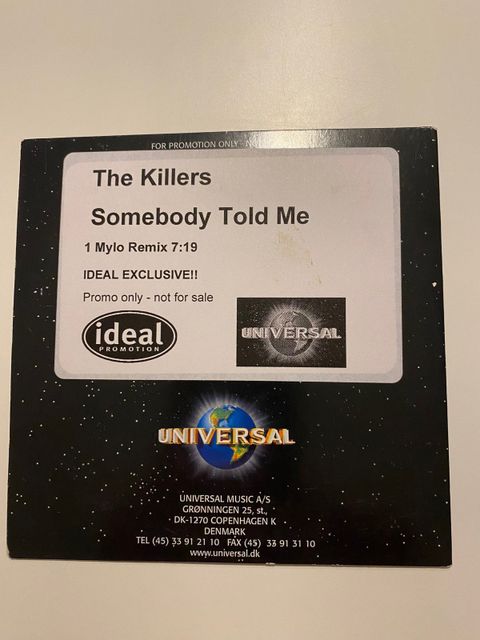 FOR PROMOTION ONLY - N
The Killers
Somebody Told Me
1 Mylo Remix 7:19
IDEAL EXCLUSIVE!!
Promo only - not for sale
ideal
PROMOTION
UNIVERSAL
UNIVERSAL
UNIVERSAL MUSIC A/S
GRØNNINGEN 25, st.,
DK-1270 COPENHAGEN K
DENMARK
TEL (45) 33 91 21 10 FAX (45) 33 91 31 10
www.universal.dk